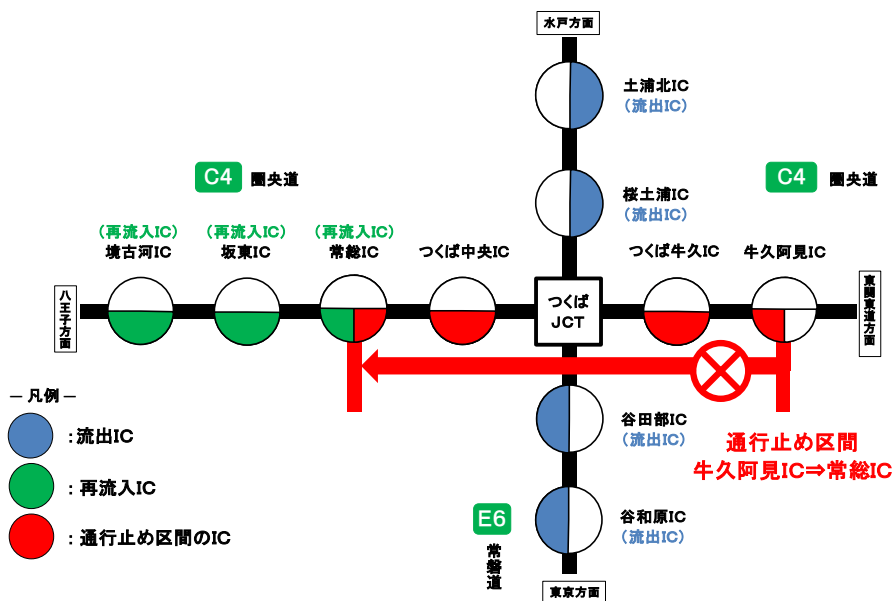 水戸方面
土浦北IC
(流出IC)
C4 圏央道
C4 圏央道
桜土浦IC
(流出IC)
(再流入IC)
境古河IC
(再流入IC)
坂東IC
(再流入IC)
常総IC
つくば中央IC
つくば牛久IC
牛久阿見IC
八王子方面
つくば
JCT
東関東道方面
－ 凡例 －
：流出IC
：再流入IC
：通行止め区間のIC
谷田部IC
(流出IC)
通行止め区間
牛久阿見IC⇒常総IC
E6
常磐道
谷和原IC
(流出IC)
東京方面